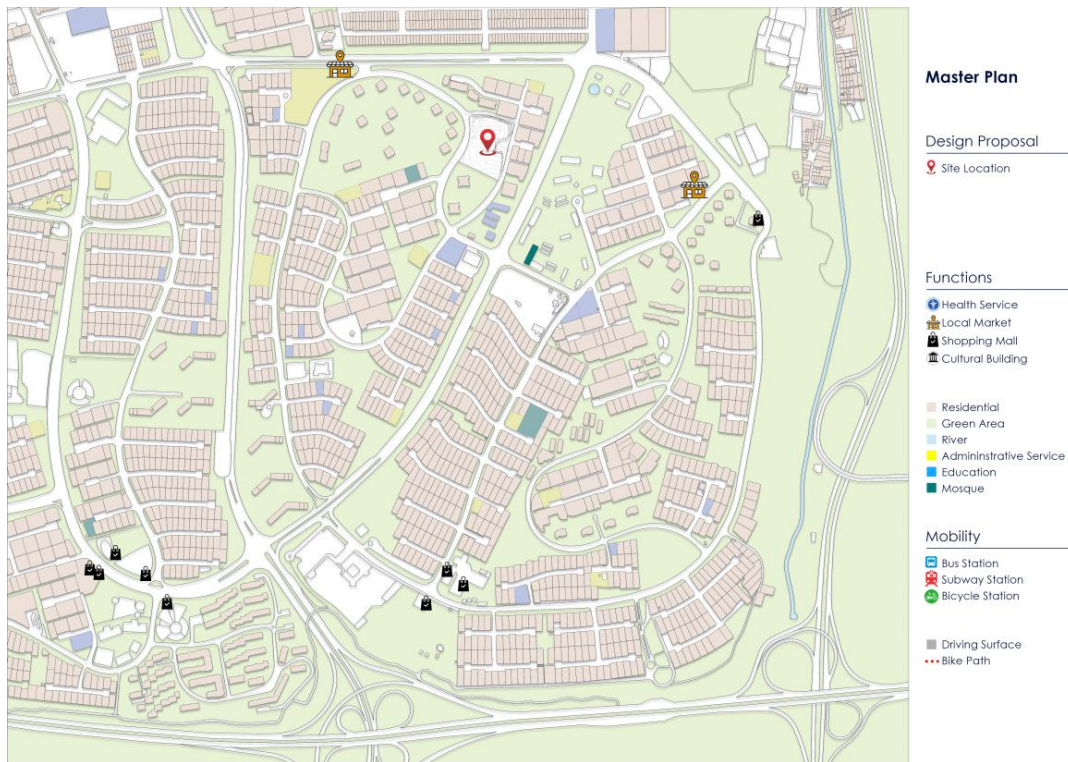 Master Plan
Design Proposal
Site Location
Functions
Health Service
Local Market
Shopping Mall
Cultural Building
Residential
Green Area
River
Admininstrative Service
Education
Mosque
Mobility
Bus Station
Subway Station
Bicycle Station
Driving Surface
Bike Path